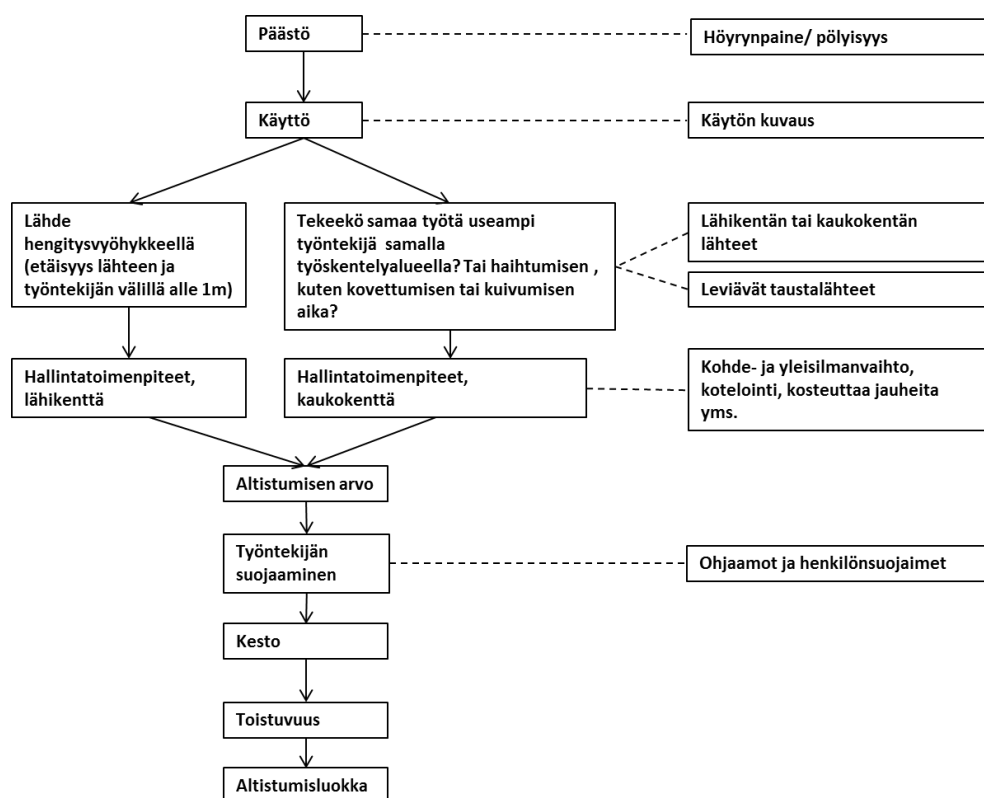 Päästö
Höyrynpaine/ pölyisyys
Käyttö
Käytön kuvaus
Lähde
hengitysvyöhykkeellä
(etäisyys lähteen ja
työntekijän välillä alle 1m)
Tekeekö samaa työtä useampi
työntekijä samalla
työskentelyalueella? Tai haihtumisen ,
kuten kovettumisen tai kuivumisen
aika?
Lähikentän tai kaukokentän
lähteet
Leviävät taustalähteet
Hallintatoimenpiteet,
lähikenttä
Hallintatoimenpiteet,
kaukokenttä
Kohde- ja yleisilmanvaihto,
kotelointi, kosteuttaa jauheita
yms.
Altistumisen arvo
Työntekijän
suojaaminen
Ohjaamot ja henkilönsuojaimet
Kesto
Toistuvuus
Altistumisluokka